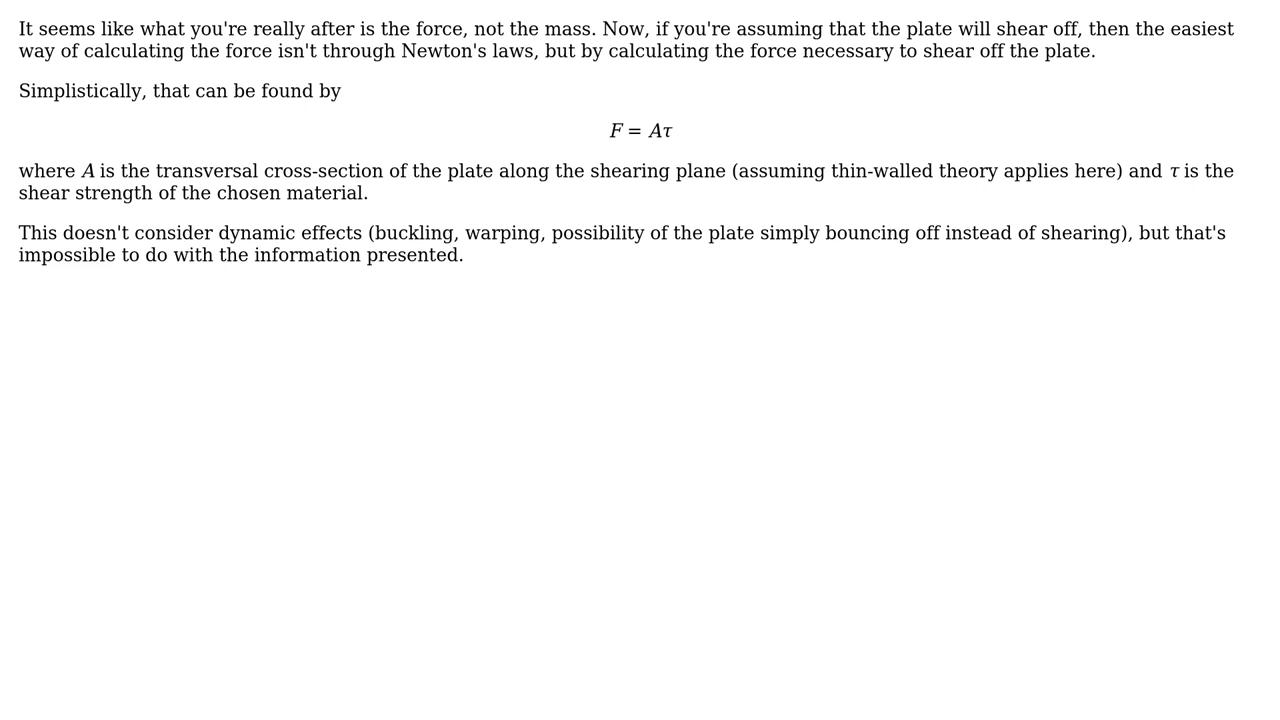 It seems like what you're really after is the force, not the mass. Now, if you're assuming that the plate will shear off, then the easiest
way of calculating the force isn't through Newton's laws, but by calculating the force necessary to shear off the plate.
Simplistically, that can be found by
F = Aτ
where A is the transversal cross-section of the plate along the shearing plane (assuming thin-walled theory applies here) and τ is the
shear strength of the chosen material.
This doesn't consider dynamic effects (buckling, warping, possibility of the plate simply bouncing off instead of shearing), but that's
impossible to do with the information presented.